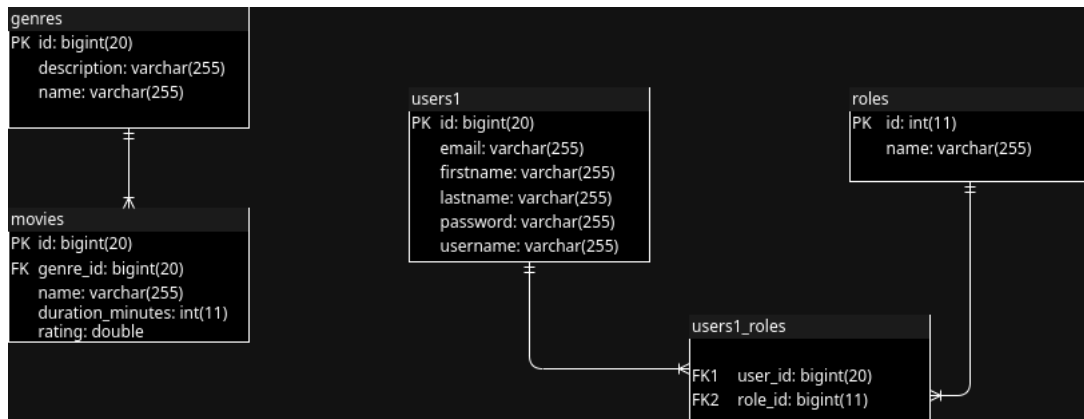 genres
PK id: bigint(20)
description: varchar(255)
name: varchar(255)
movies
PK id: bigint(20)
FK genre_id: bigint(20)
name: varchar(255)
duration_minutes: int(11)
rating: double
users1
PK id: bigint(20)
email: varchar(255)
firstname: varchar(255)
lastname: varchar(255)
password: varchar(255)
username: varchar(255)
roles
PK id: int(11)
name: varchar(255)
users1_roles
FK1 user_id: bigint(20)
FK2 role_id: bigint(11)